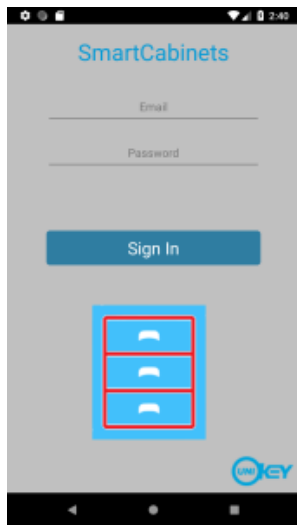 2:40
SmartCabinets
Email
Password
Sign In
UNI KEY